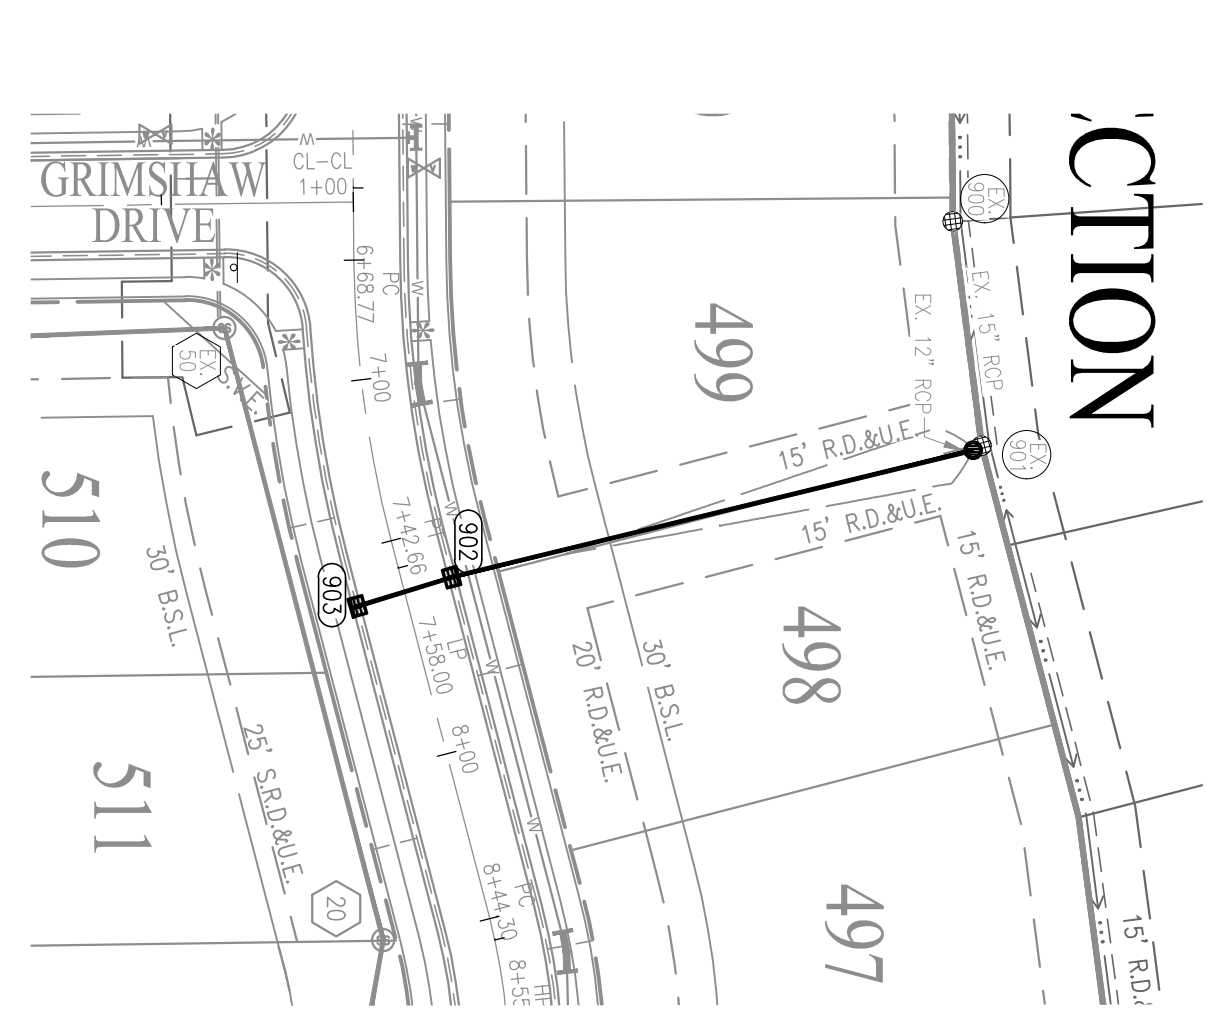 CTION
GRIMSHAW
DRIVE
CL-CL
1+00
W
W
W
EX.
900
EX. 15" RCP
EX. 12" RCP
EX.
901
PC
6+68.77
W
7+00
499
15' R.D.&U.E.
15' R.D.&U.E.
15' R.D.&U.E.
EX.
50
S.W.E.
510
30' B.S.L.
W
7+42.66
902
903
LP
7+58.00
W
498
20' R.D.&U.E.
30' B.S.L.
8+00
511
25' S.R.D.&U.E.
W
PC
8+44.30
497
20
15' R.D.&
8+55